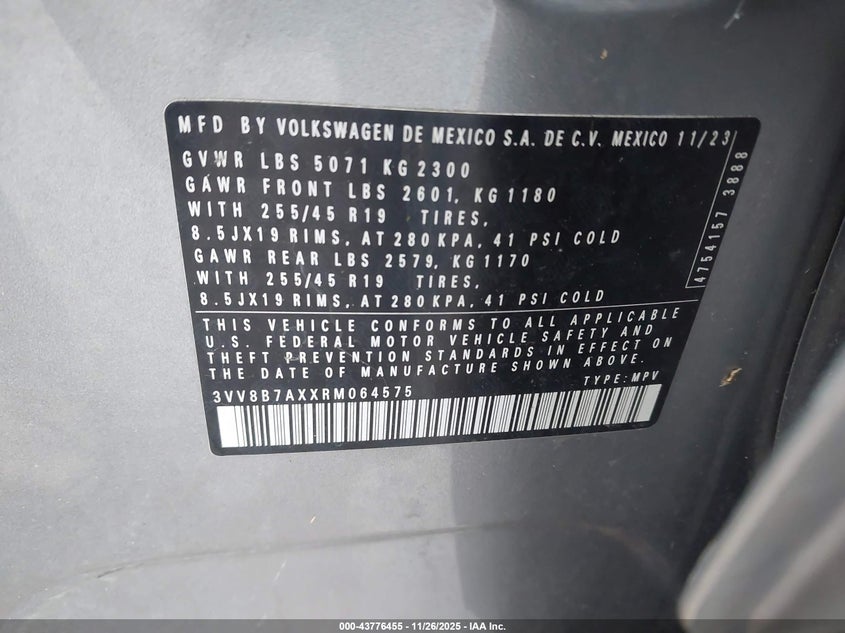 MFD BY VOLKSWAGEN DE MEXICO S.A. DE C.V. MEXICO 11/23
GVWR LBS 5071 KG 2300
GAWR FRONT LBS 2601, KG 1180
WITH 255/45 R19 TIRES,
8.5JX19 RIMS, AT 280 KPA, 41 PSI COLD
GAWR REAR LBS 2579, KG 1170
WITH 255/45 R19 TIRES,
8.5JX19 RIMS, AT 280 KPA, 41 PSI COLD
4754157 3888
THIS VEHICLE CONFORMS TO ALL APPLICABLE
U.S. FEDERAL MOTOR VEHICLE SAFETY AND
THEFT PREVENTION STANDARDS IN EFFECT ON
THE DATE OF MANUFACTURE SHOWN ABOVE.
3VV8B7AXXRM064575 TYPE: MPV
000-43776455 - 11/26/2025 - IAA Inc.